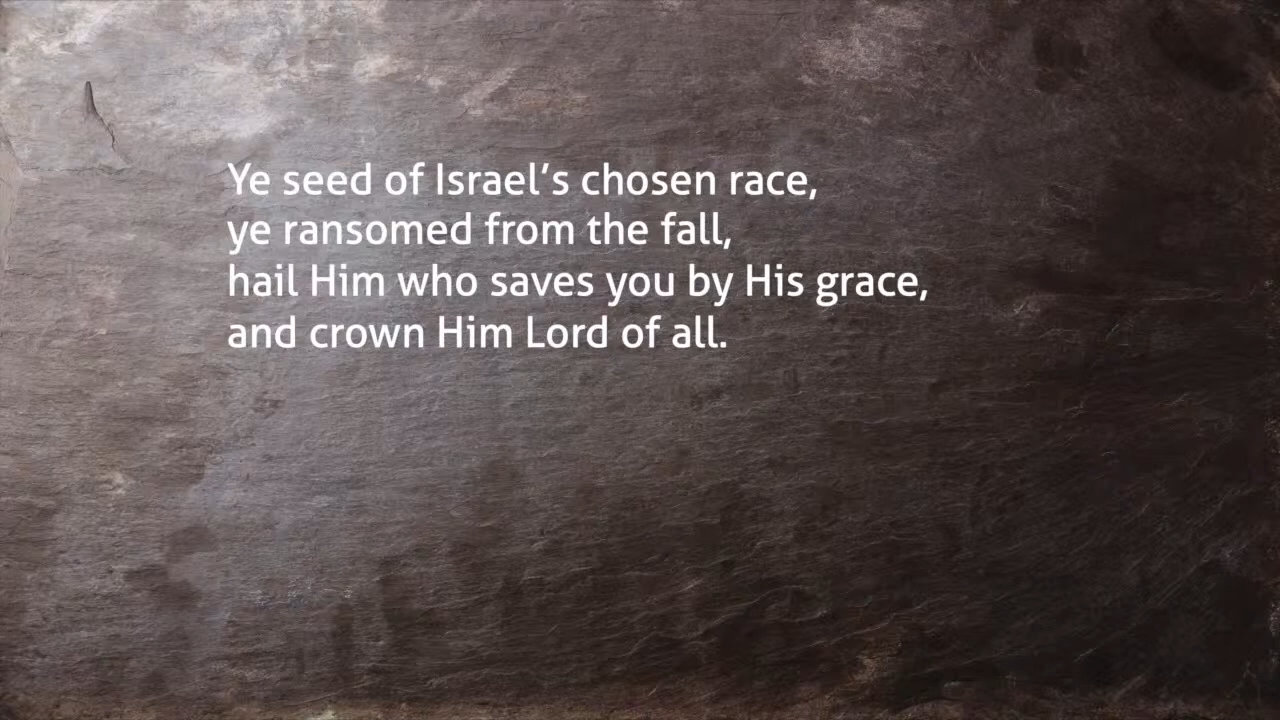 Ye seed of Israel’s chosen race,
ye ransomed from the fall,
hail Him who saves you by His grace,
and crown Him Lord of all.